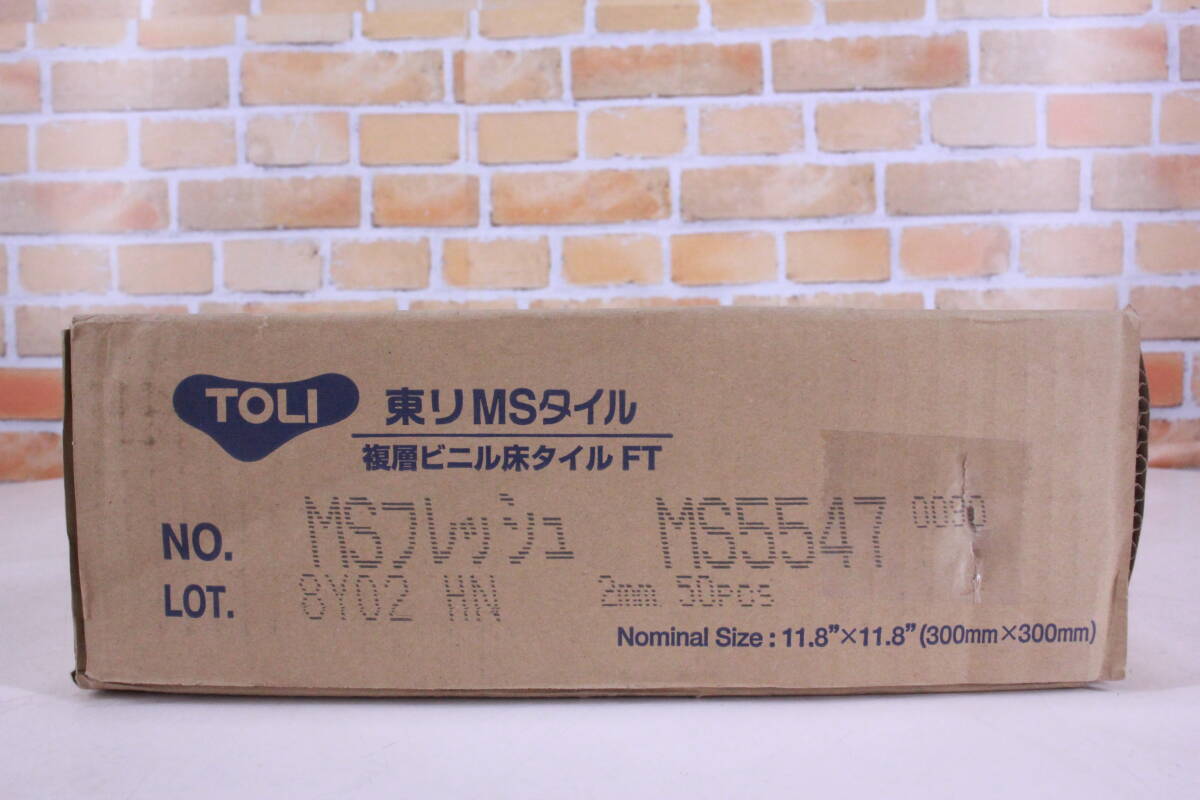 TOLI 東リMSタイル
複層ビニル床タイル FT
NO. MSフレッシュ MS5547
LOT. 8Y02 HN 2mm 50pcs
Nominal Size : 11.8”×11.8” (300mm×300mm)